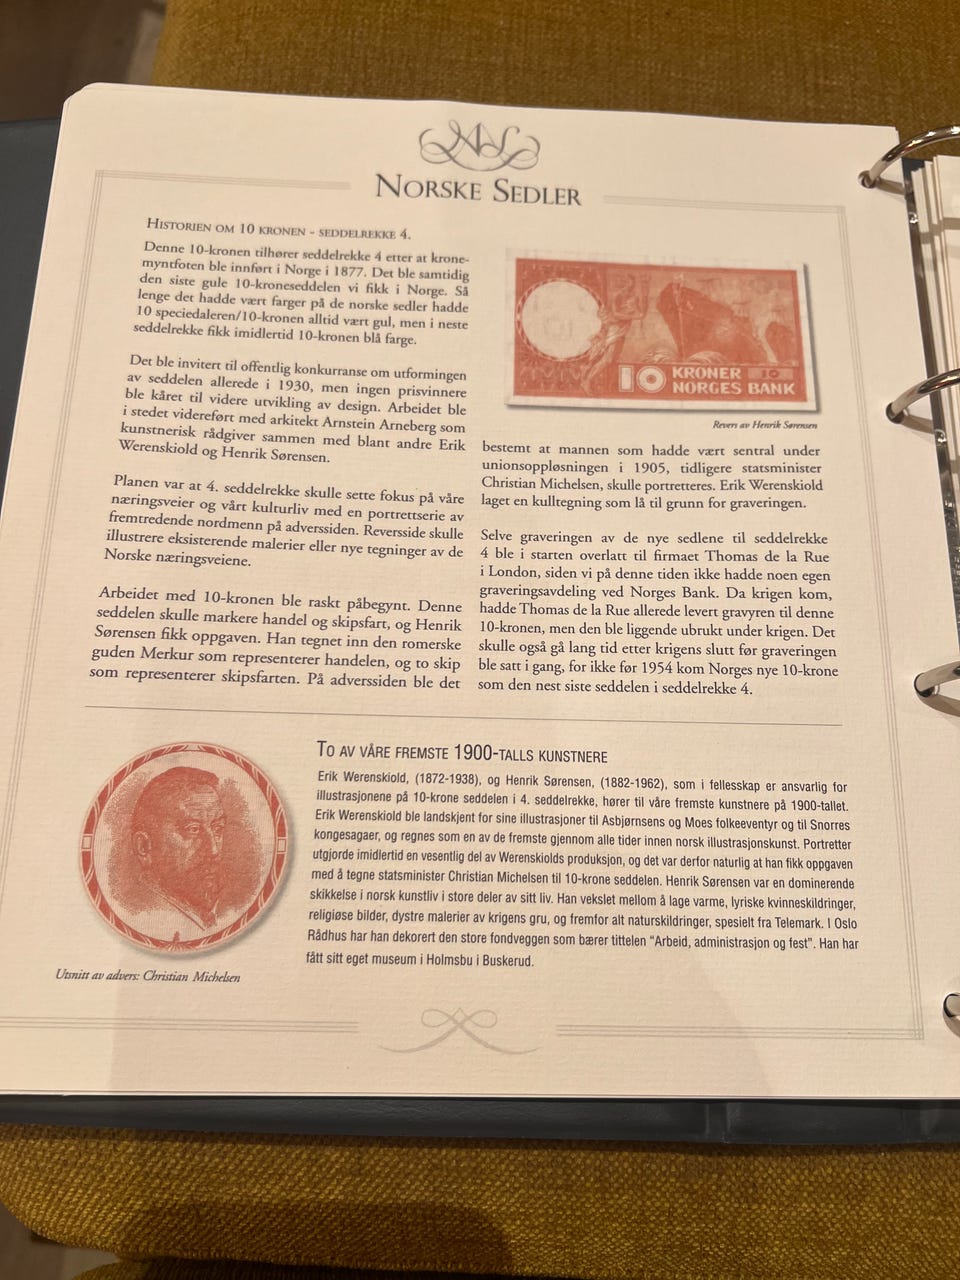 NORSKE SEDLER
HISTORIEN OM 10 KRONEN - SEDDELREKKE 4.
Denne 10-kronen tilhører seddelrekke 4 etter at krone-
myntfoten ble innført i Norge i 1877. Det ble samtidig
den siste gule 10-kroneseddelen vi fikk i Norge. Så
lenge det hadde vært farger på de norske sedler hadde
10 speciedaleren/10-kronen alltid vært gul, men i neste
seddelrekke fikk imidlertid 10-kronen blå farge.
Det ble invitert til offentlig konkurranse om utformingen
av seddelen allerede i 1930, men ingen prisvinnere
ble kåret til videre utvikling av design. Arbeidet ble
i stedet videreført med arkitekt Arnstein Arneberg som
kunstnerisk rådgiver sammen med blant andre Erik
Werenskiold og Henrik Sørensen.
Planen var at 4. seddelrekke skulle sette fokus på våre
næringsveier og vårt kulturliv med en portrettserie av
fremtredende nordmenn på adverssiden. Reversside skulle
illustrere eksisterende malerier eller nye tegninger av de
Norske næringsveiene.
Arbeidet med 10-kronen ble raskt påbegynt. Denne
seddelen skulle markere handel og skipsfart, og Henrik
Sørensen fikk oppgaven. Han tegnet inn den romerske
guden Merkur som representerer handelen, og to skip
som representerer skipsfarten. På adverssiden ble det
10 KRONER 10
NORGES BANK
Revers av Henrik Sørensen
bestemt at mannen som hadde vært sentral under
unionsoppløsningen i 1905, tidligere statsminister
Christian Michelsen, skulle portretteres. Erik Werenskiold
laget en kulltegning som lå til grunn for graveringen.
Selve graveringen av de nye sedlene til seddelrekke
4 ble i starten overlatt til firmaet Thomas de la Rue
i London, siden vi på denne tiden ikke hadde noen egen
graveringsavdeling ved Norges Bank. Da krigen kom,
hadde Thomas de la Rue allerede levert gravyren til denne
10-kronen, men den ble liggende ubrukt under krigen. Det
skulle også gå lang tid etter krigens slutt før graveringen
ble satt i gang, for ikke før 1954 kom Norges nye 10-krone
som den nest siste seddelen i seddelrekke 4.
TO AV VÅRE FREMSTE 1900-TALLS KUNSTNERE
Erik Werenskiold, (1872-1938), og Henrik Sørensen, (1882-1962), som i fellesskap er ansvarlig for
illustrasjonene på 10-krone seddelen i 4. seddelrekke, hører til våre fremste kunstnere på 1900-tallet.
Erik Werenskiold ble landskjent for sine illustrasjoner til Asbjørnsens og Moes folkeeventyr og til Snorres
kongesagaer, og regnes som en av de fremste gjennom alle tider innen norsk illustrasjonskunst. Portretter
utgjorde imidlertid en vesentlig del av Werenskiolds produksjon, og det var derfor naturlig at han fikk oppgaven
med å tegne statsminister Christian Michelsen til 10-krone seddelen. Henrik Sørensen var en dominerende
skikkelse i norsk kunstliv i store deler av sitt liv. Han vekslet mellom å lage varme, lyriske kvinneskildringer,
religiøse bilder, dystre malerier av krigens gru, og fremfor alt naturskildringer, spesielt fra Telemark. I Oslo
Rådhus har han dekorert den store fondveggen som bærer tittelen "Arbeid, administrasjon og fest". Han har
fått sitt eget museum i Holmsbu i Buskerud.
Utsnitt av advers: Christian Michelsen